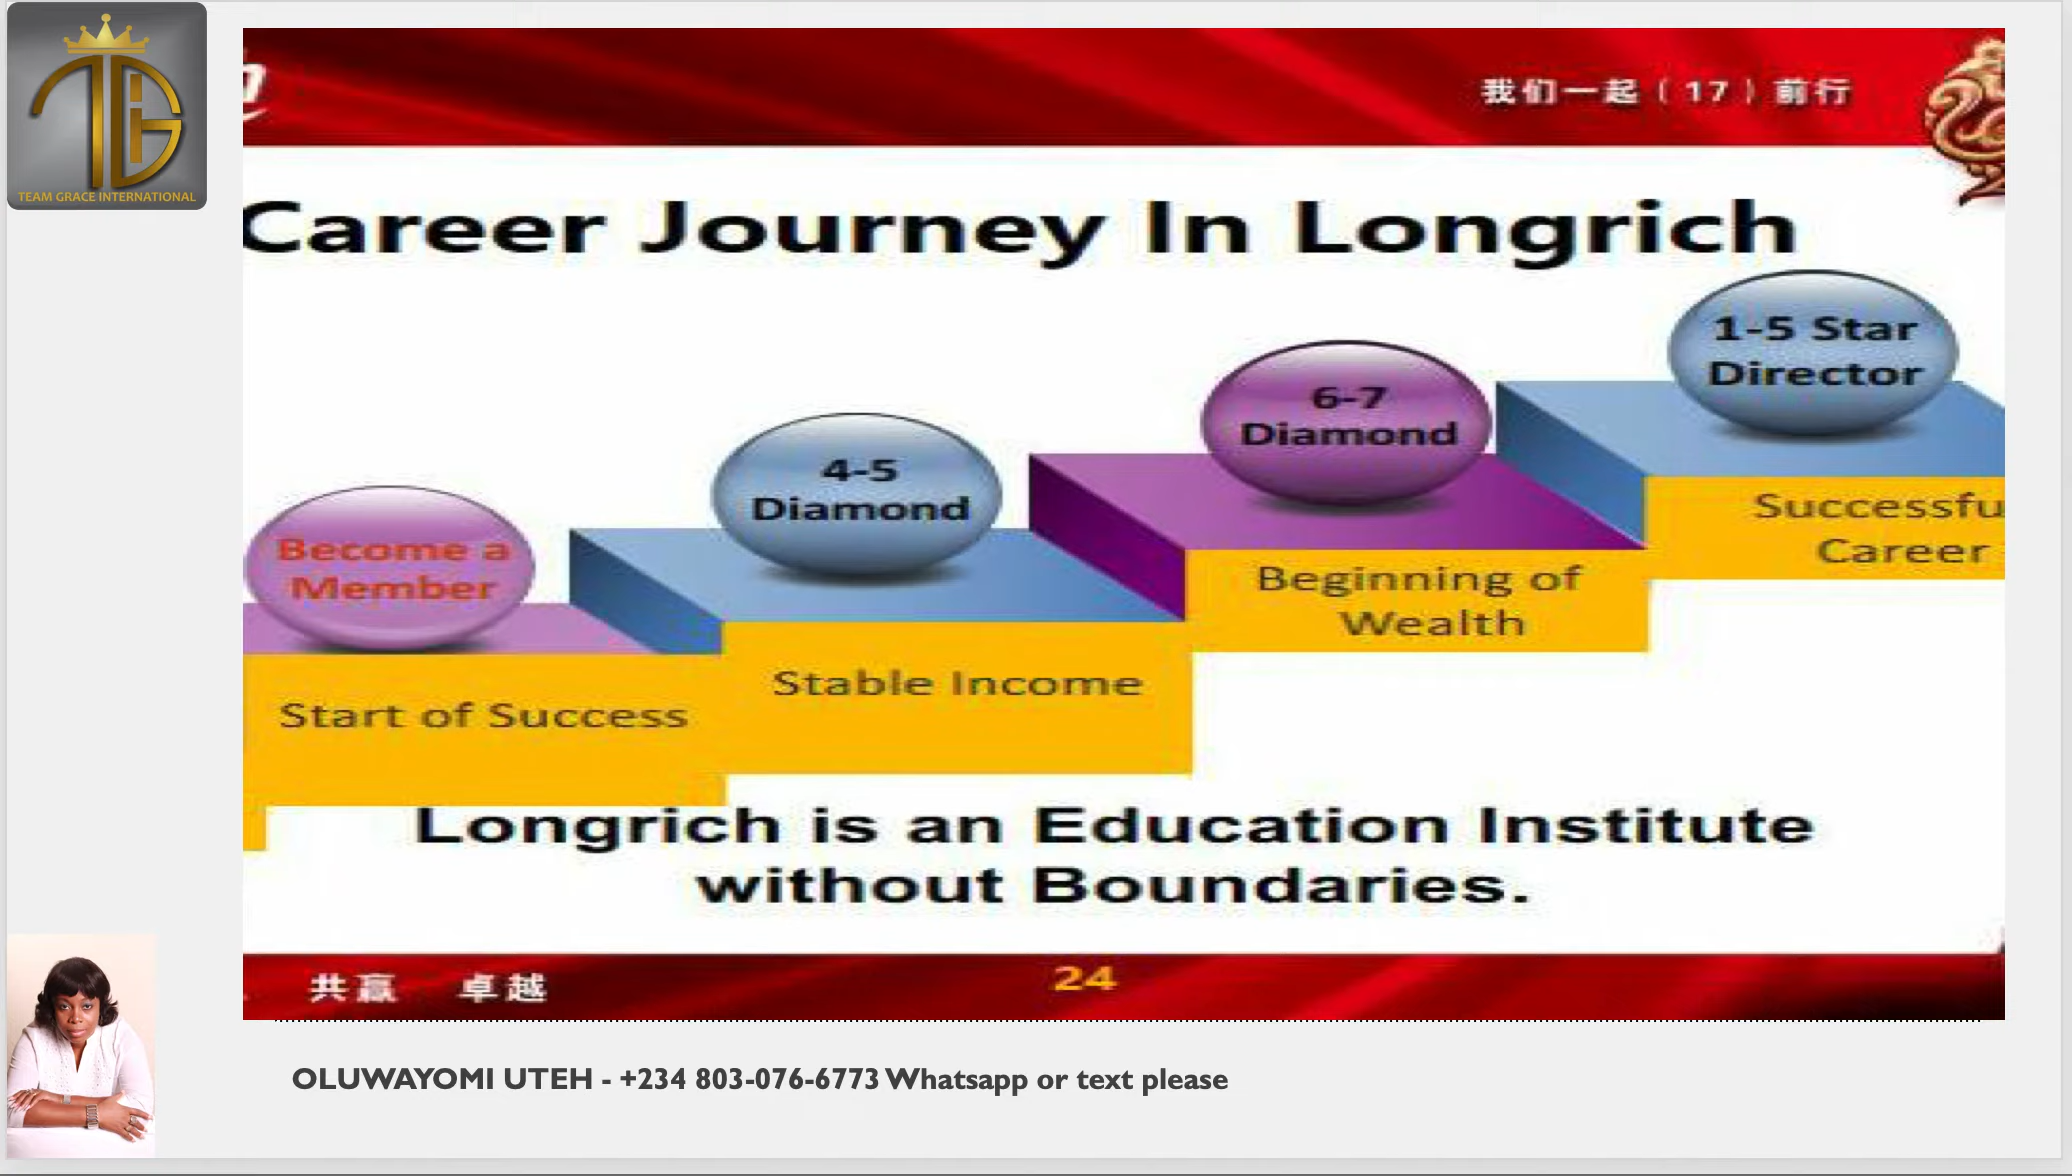 TEAM GRACE INTERNATIONAL
我们一起（17）前行
Career Journey In Longrich
1-5 Star
Director
6-7
Diamond
4-5
Diamond
Become a
Member
Successfu
Career
Beginning of
Wealth
Stable Income
Start of Success
Longrich is an Education Institute
without Boundaries.
共赢 卓越
24
OLUWAYOMI UTEH - +234 803-076-6773 Whatsapp or text please